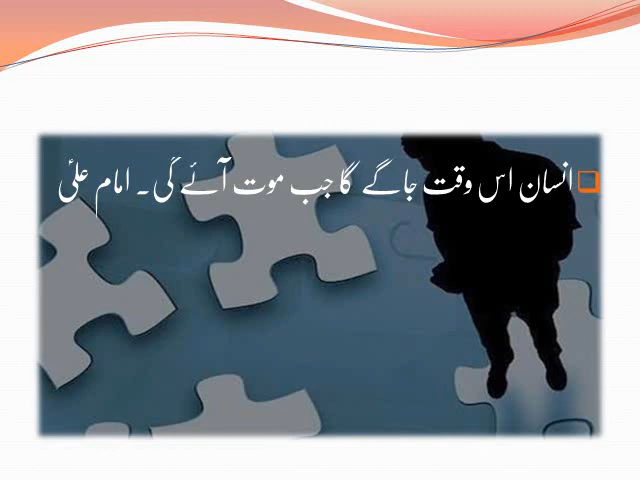 انسان اس وقت جاگے گا جب موت آئے گی۔ امام علیؑ